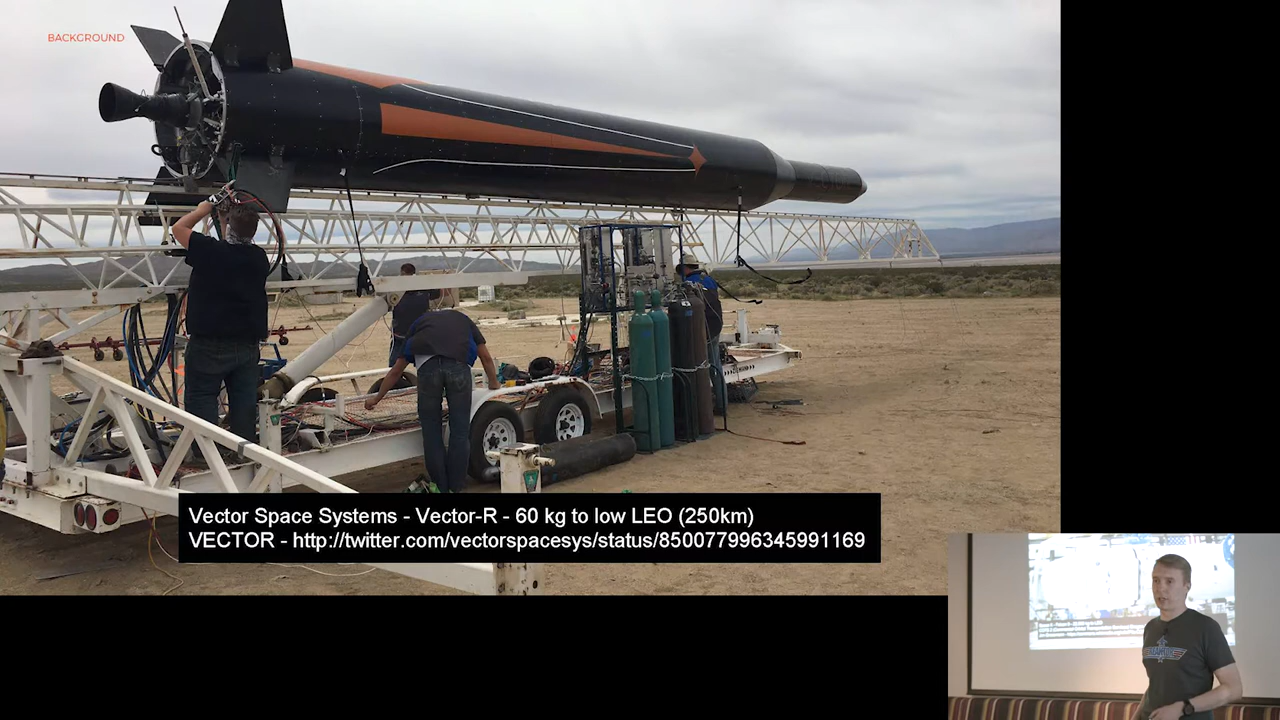 BACKGROUND
Vector Space Systems - Vector-R - 60 kg to low LEO (250km)
VECTOR - http://twitter.com/vectorspacesys/status/850077996345991169